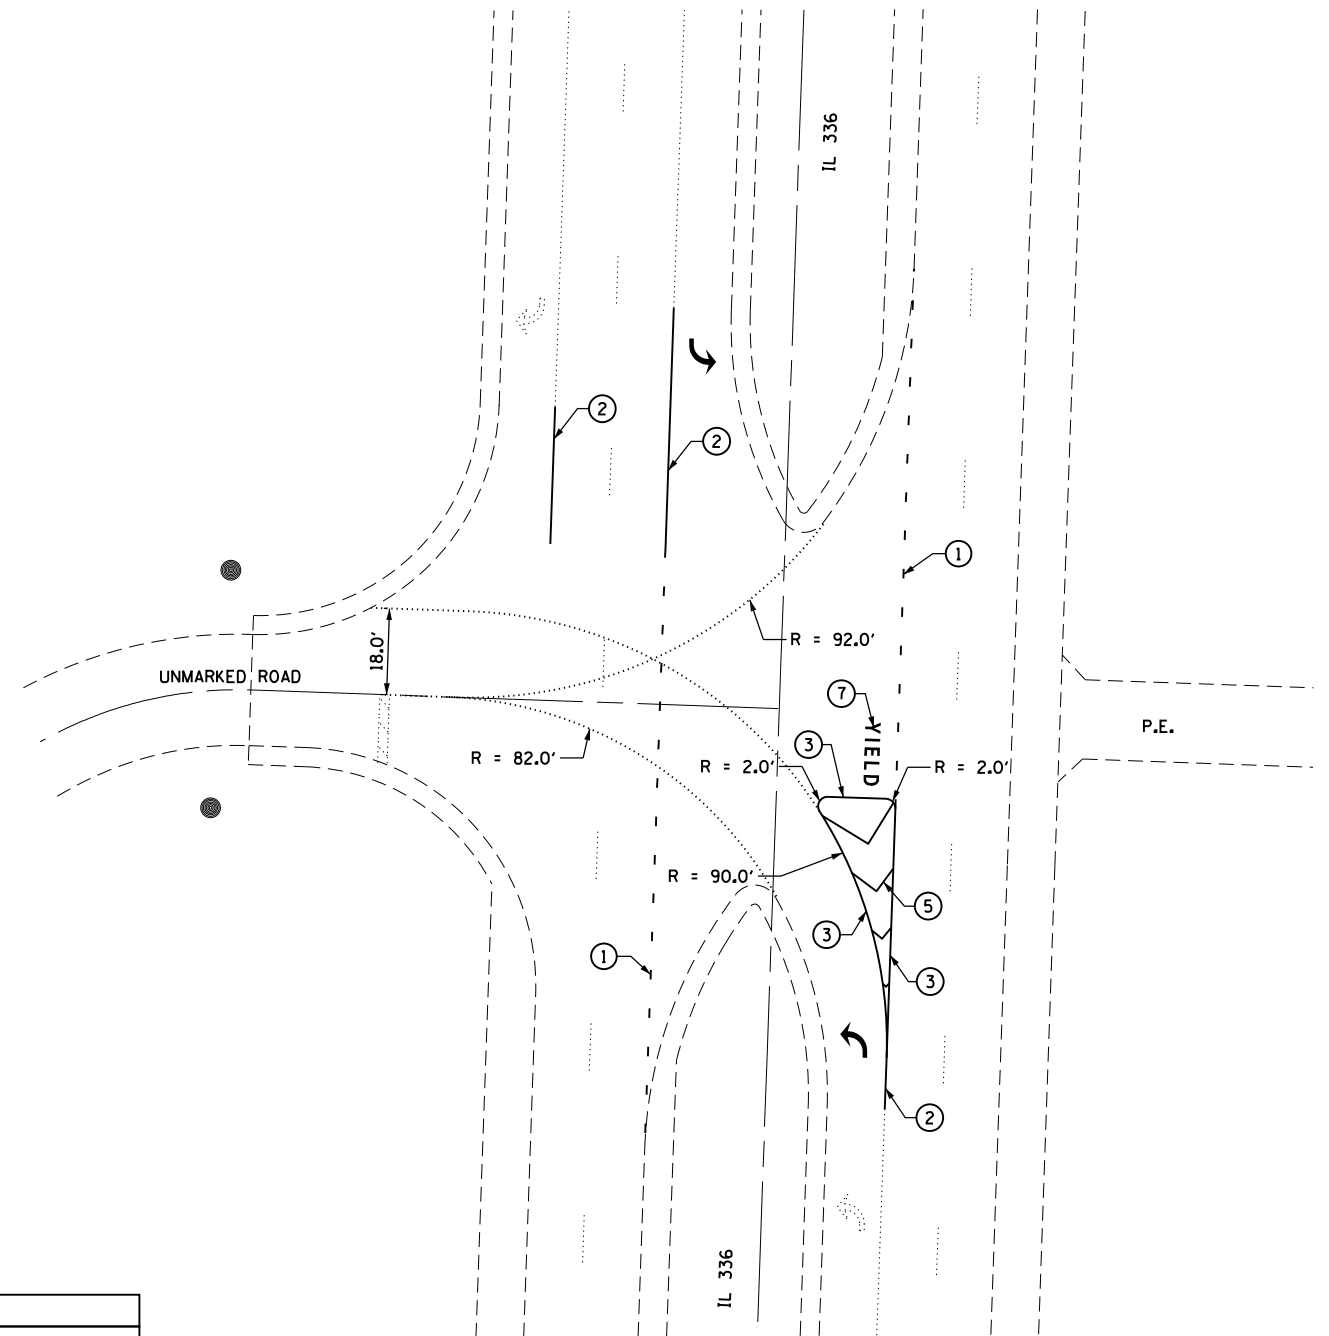 IL 336
2
2
1
R = 92.0'
18.0'
UNMARKED ROAD
7
P.E.
YIELD
3
R = 82.0'
R = 2.0'
R = 2.0'
R = 90.0'
5
3
1
3
2
IL 336